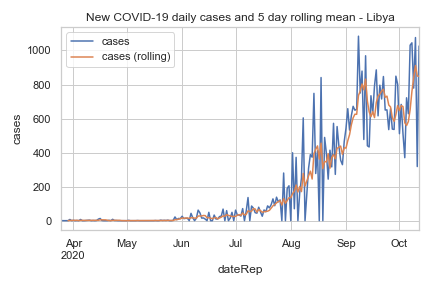 New COVID-19 daily cases and 5 day rolling mean - Libya
cases
cases (rolling)
1000
800
600
400
200
0
cases
Apr
2020
May
Jun
Jul
Aug
Sep
Oct
dateRep